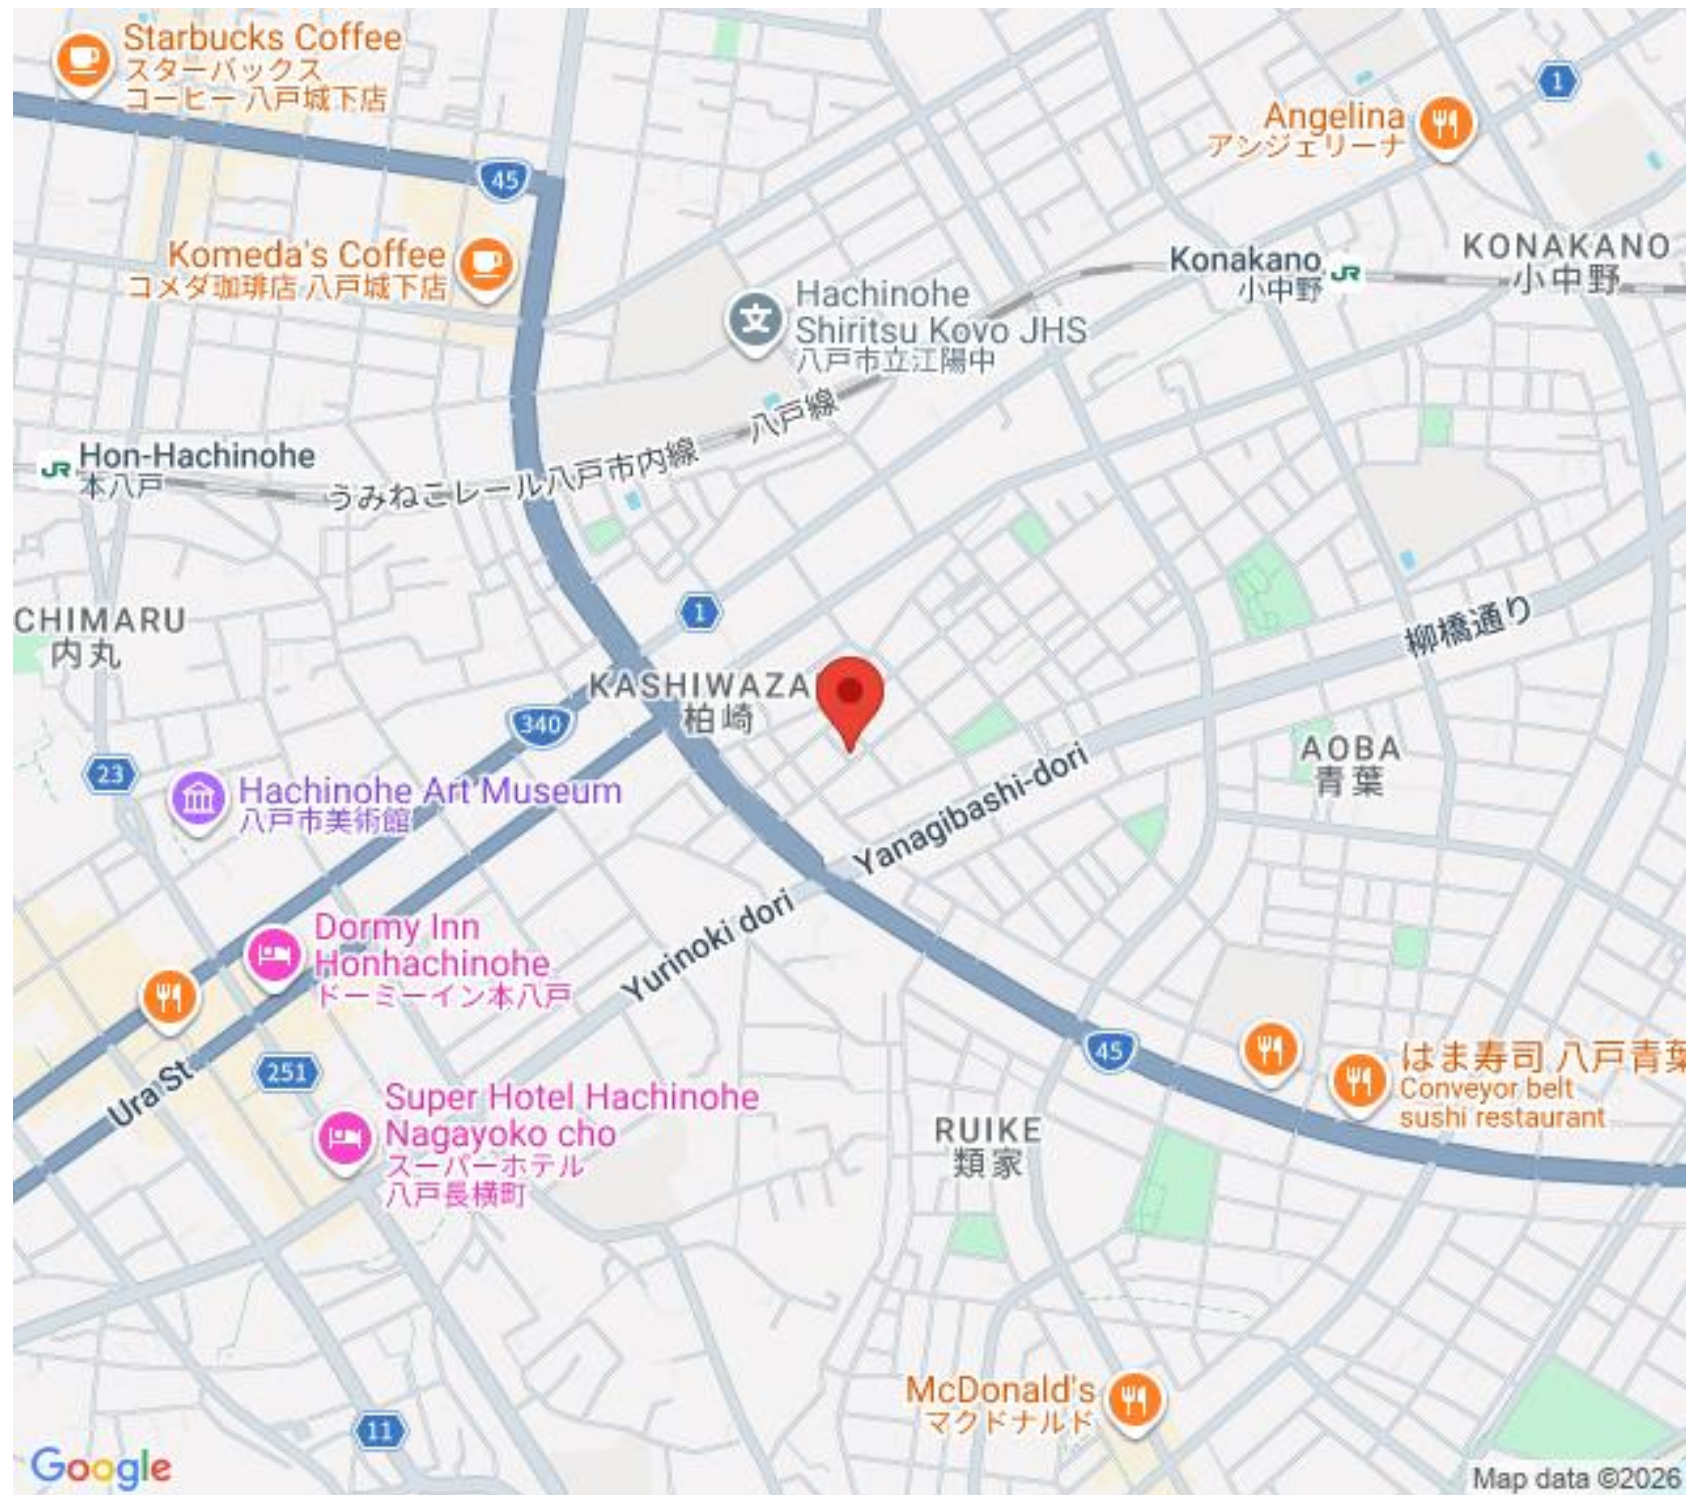 Starbucks Coffee
スターバックス
コーヒー 八戸城下店
1
Angelina
アンジェリーナ
45
Komeda's Coffee
コメダ珈琲店 八戸城下店
Konakano
小中野
JR
KONAKANO
小中野
文
Hachinohe
Shiritsu Koyo JHS
八戸市立江陽中
八戸線
うみねこレール八戸市内線
JR
Hon-Hachinohe
本八戸
1
CHIMARU
内丸
柳橋通り
KASHIWAZA
柏崎
340
23
Hachinohe Art Museum
八戸市美術館
AOBA
青葉
Yanagibashi-dori
Yurinoki dori
Dormy Inn
Honhachinohe
ドーミーイン本八戸
Ura St
251
45
はま寿司 八戸青葉
Conveyor belt
sushi restaurant
Super Hotel Hachinohe
Nagayoko cho
スーパーホテル
八戸長横町
RUIKE
類家
McDonald's
マクドナルド
11
Google
Map data ©2026